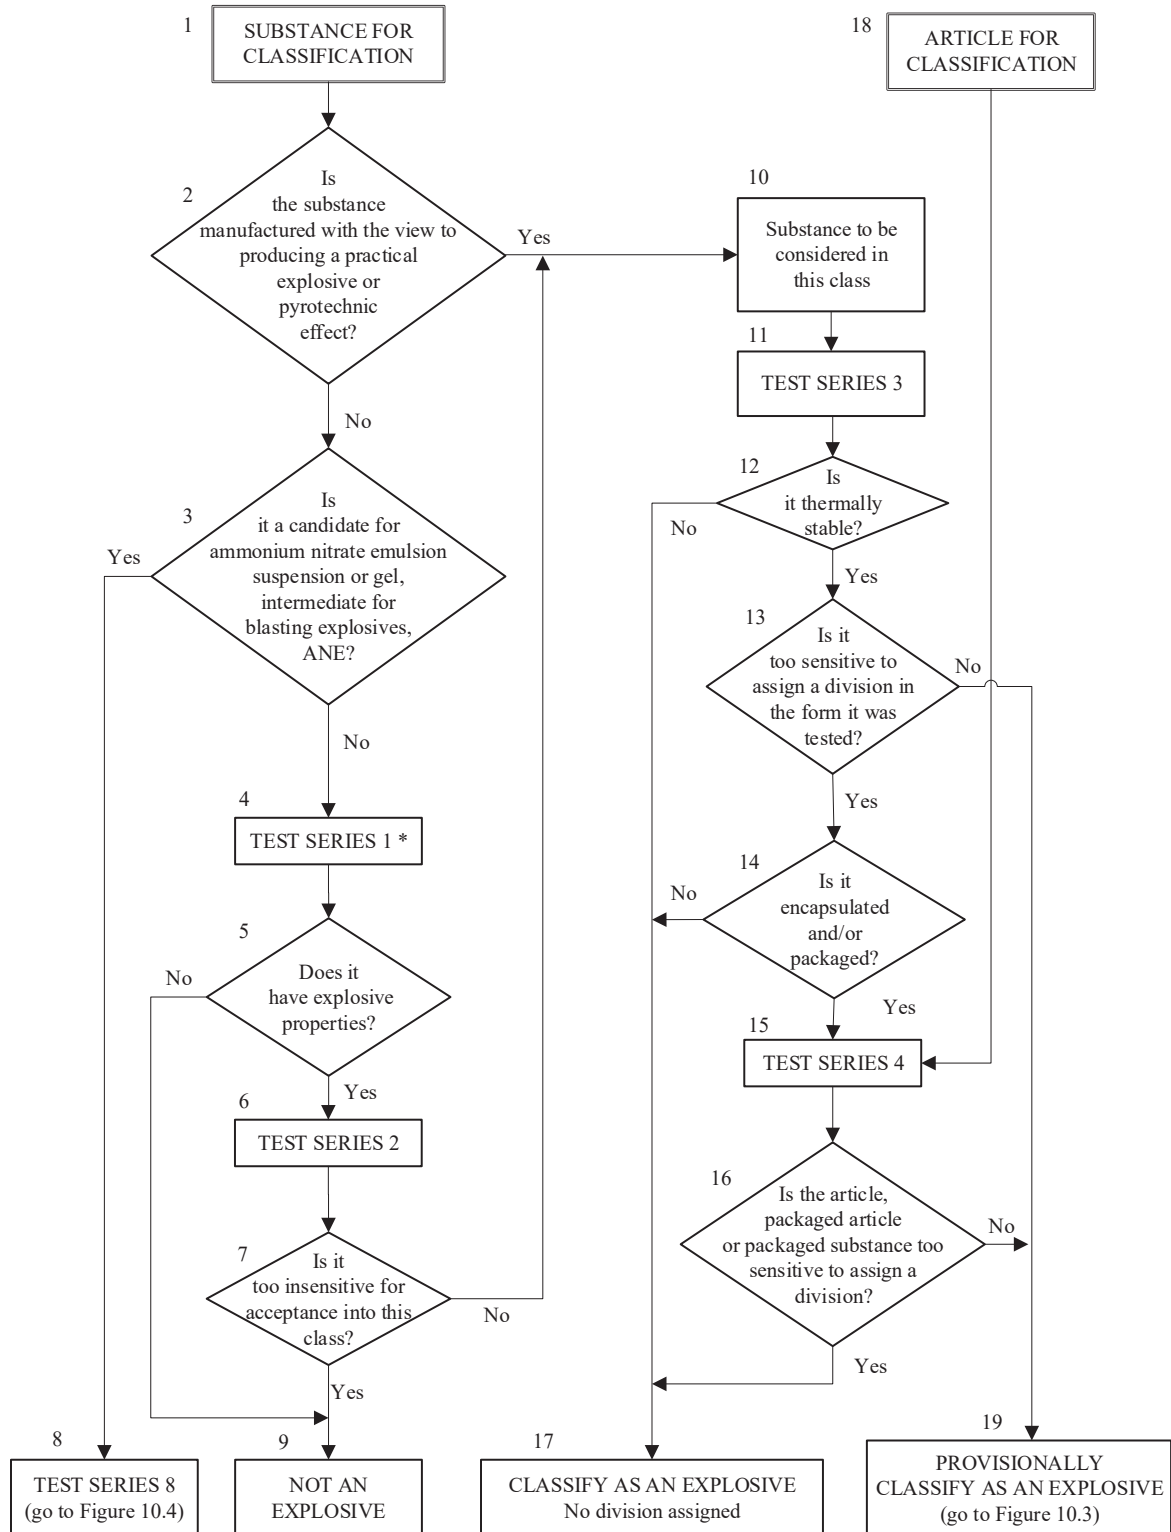 1
SUBSTANCE FOR
CLASSIFICATION
2
Is
the substance
manufactured with the view to
producing a practical
explosive or
pyrotechnic
effect?
Yes
No
3
Is
it a candidate for
ammonium nitrate emulsion
suspension or gel,
intermediate for
blasting explosives,
ANE?
Yes
No
4
TEST SERIES 1 *
5
Does it
have explosive
properties?
No
Yes
6
TEST SERIES 2
7
Is it
too insensitive for
acceptance into this
class?
No
Yes
8
TEST SERIES 8
(go to Figure 10.4)
9
NOT AN
EXPLOSIVE
10
Substance to be
considered in
this class
11
TEST SERIES 3
12
Is
it thermally
stable?
No
Yes
13
Is it
too sensitive to
assign a division in
the form it was
tested?
No
Yes
14
Is it
encapsulated
and/or
packaged?
No
Yes
15
TEST SERIES 4
16
Is the article,
packaged article
or packaged substance too
sensitive to assign a
division?
No
Yes
17
CLASSIFY AS AN EXPLOSIVE
No division assigned
18
ARTICLE FOR
CLASSIFICATION
19
PROVISIONALLY
CLASSIFY AS AN EXPLOSIVE
(go to Figure 10.3)